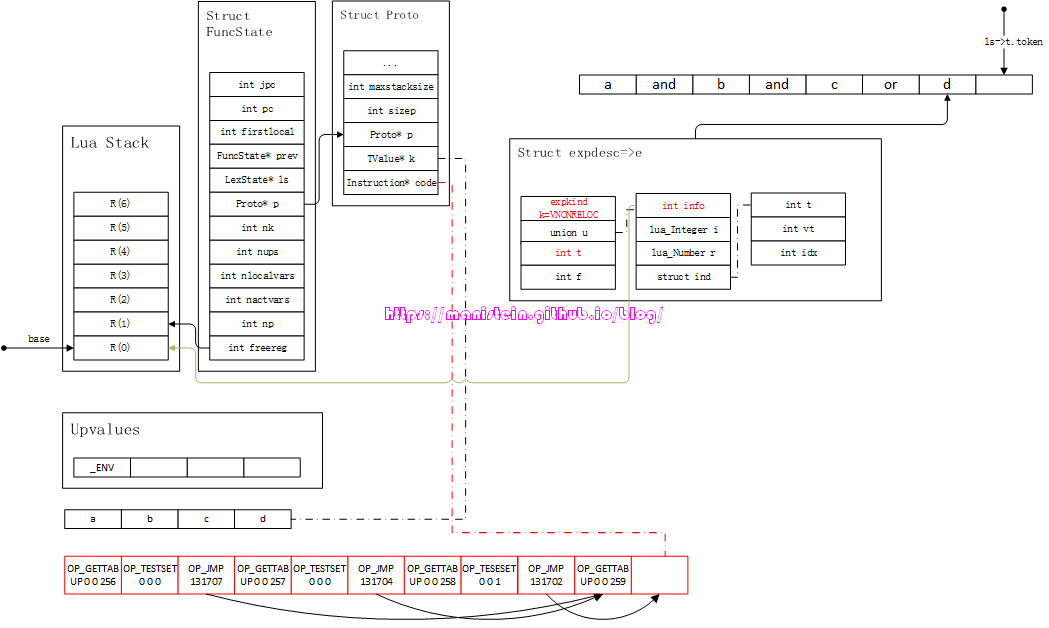 Struct
FuncState
int jpc
int pc
int firstlocal
FuncState* prev
LexState* ls
Proto* p
int nk
int nups
int nlocalvars
int nactvars
int np
int freereg
Struct Proto
...
int maxstacksize
int sizep
Proto* p
TValue* k
Instruction* code
ls->t.token
a and b and c or d
Struct expdesc=>e
expkind
k=VNONRELOC
union u
int t
int f
int info
lua_Integer i
lua_Number r
struct ind
int t
int vt
int idx
Lua Stack
R(6)
R(5)
R(4)
R(3)
R(2)
R(1)
R(0)
base
https://manistein.github.io/blog/
Upvalues
_ENV
a b c d
OP_GETTAB OP_TESTSET OP_JMP OP_GETTAB OP_TESTSET OP_JMP OP_GETTAB OP_TESESET OP_JMP OP_GETTAB
UP 0 0 256 0 0 0 131707 UP 0 0 257 0 0 0 131704 UP 0 0 258 0 0 1 131702 UP 0 0 259